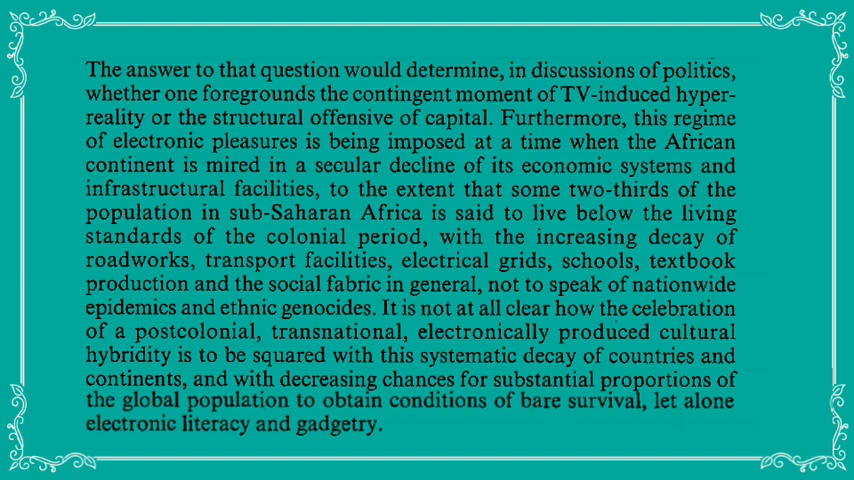 The answer to that question would determine, in discussions of politics,
whether one foregrounds the contingent moment of TV-induced hyper-
reality or the structural offensive of capital. Furthermore, this regime
of electronic pleasures is being imposed at a time when the African
continent is mired in a secular decline of its economic systems and
infrastructural facilities, to the extent that some two-thirds of the
population in sub-Saharan Africa is said to live below the living
standards of the colonial period, with the increasing decay of
roadworks, transport facilities, electrical grids, schools, textbook
production and the social fabric in general, not to speak of nationwide
epidemics and ethnic genocides. It is not at all clear how the celebration
of a postcolonial, transnational, electronically produced cultural
hybridity is to be squared with this systematic decay of countries and
continents, and with decreasing chances for substantial proportions of
the global population to obtain conditions of bare survival, let alone
electronic literacy and gadgetry.